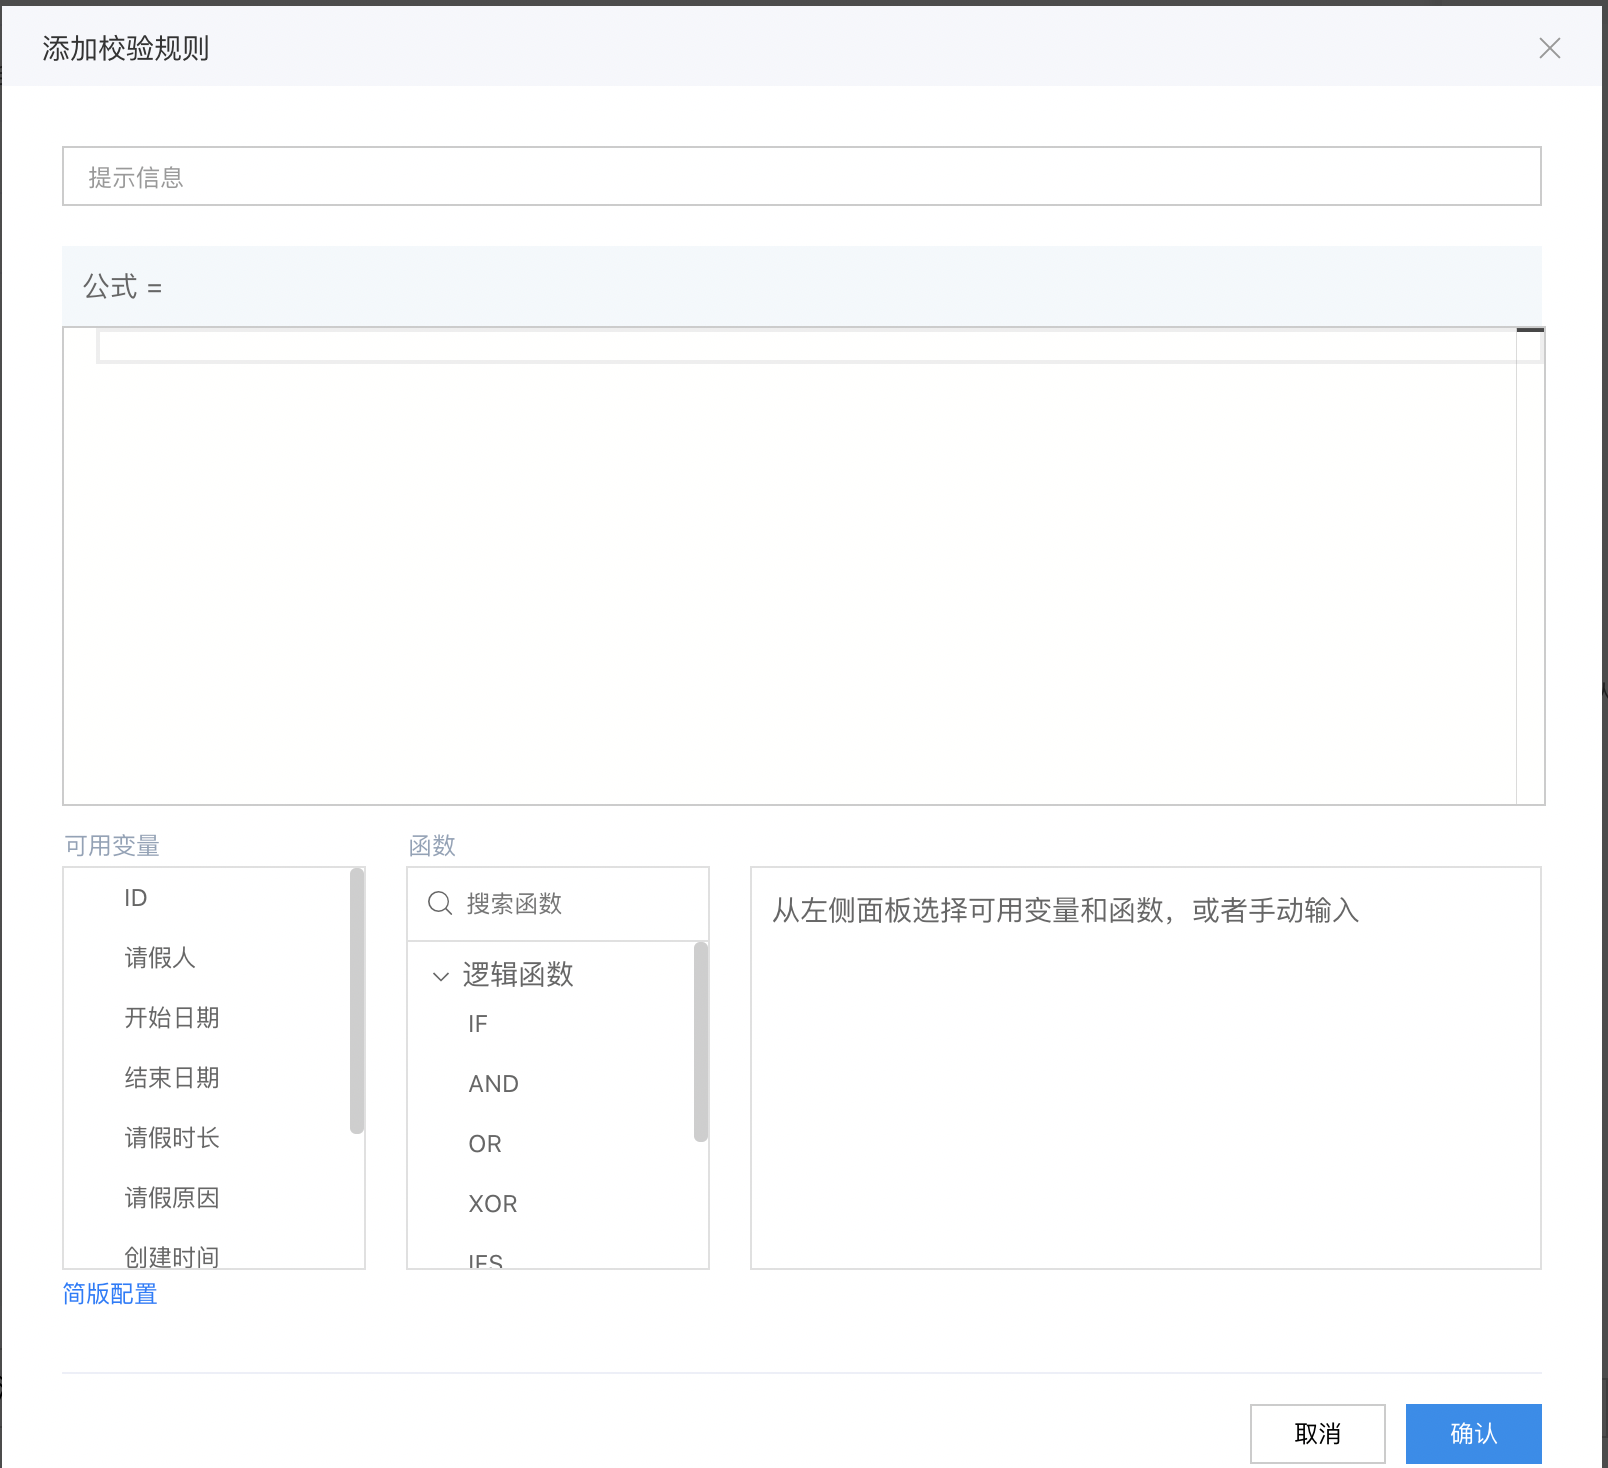 添加校验规则
提示信息
公式 =
可用变量
ID
请假人
开始日期
结束日期
请假时长
请假原因
创建时间
简版配置
函数
搜索函数
逻辑函数
IF
AND
OR
XOR
IFS
从左侧面板选择可用变量和函数，或者手动输入
取消
确认